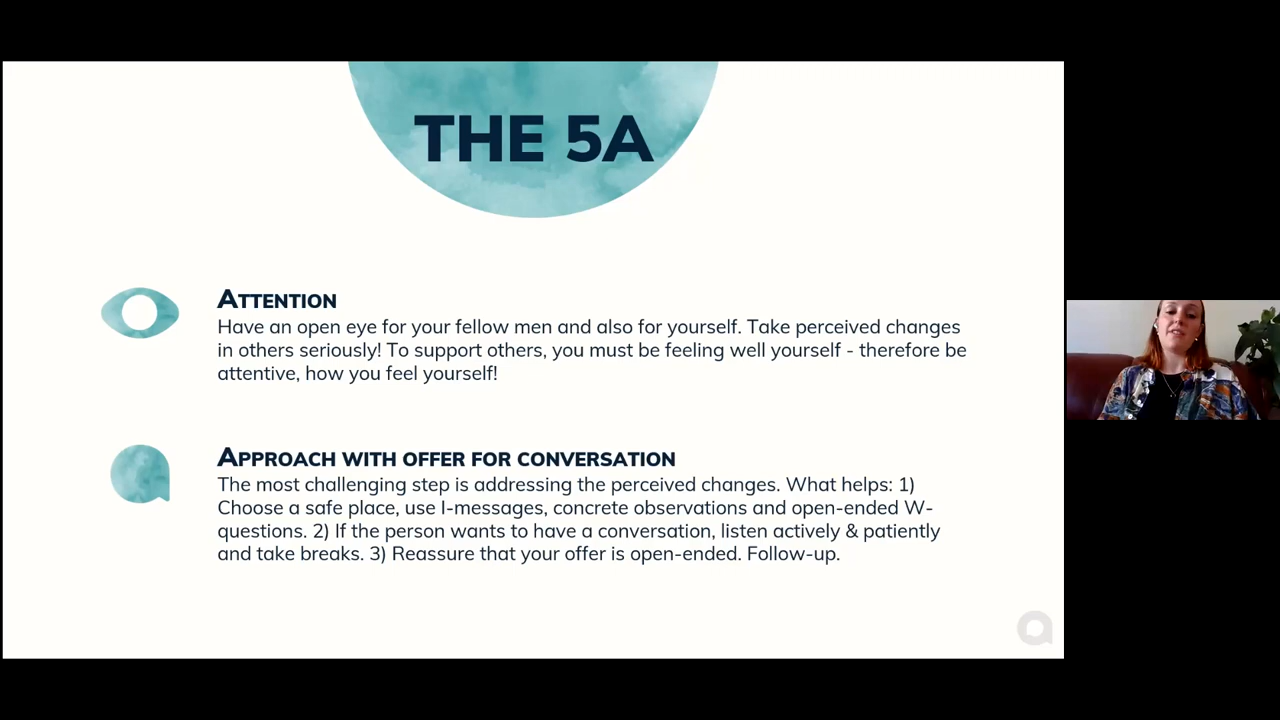 THE 5A
ATTENTION
Have an open eye for your fellow men and also for yourself. Take perceived changes
in others seriously! To support others, you must be feeling well yourself - therefore be
attentive, how you feel yourself!
APPROACH WITH OFFER FOR CONVERSATION
The most challenging step is addressing the perceived changes. What helps: 1)
Choose a safe place, use I-messages, concrete observations and open-ended W-
questions. 2) If the person wants to have a conversation, listen actively & patiently
and take breaks. 3) Reassure that your offer is open-ended. Follow-up.